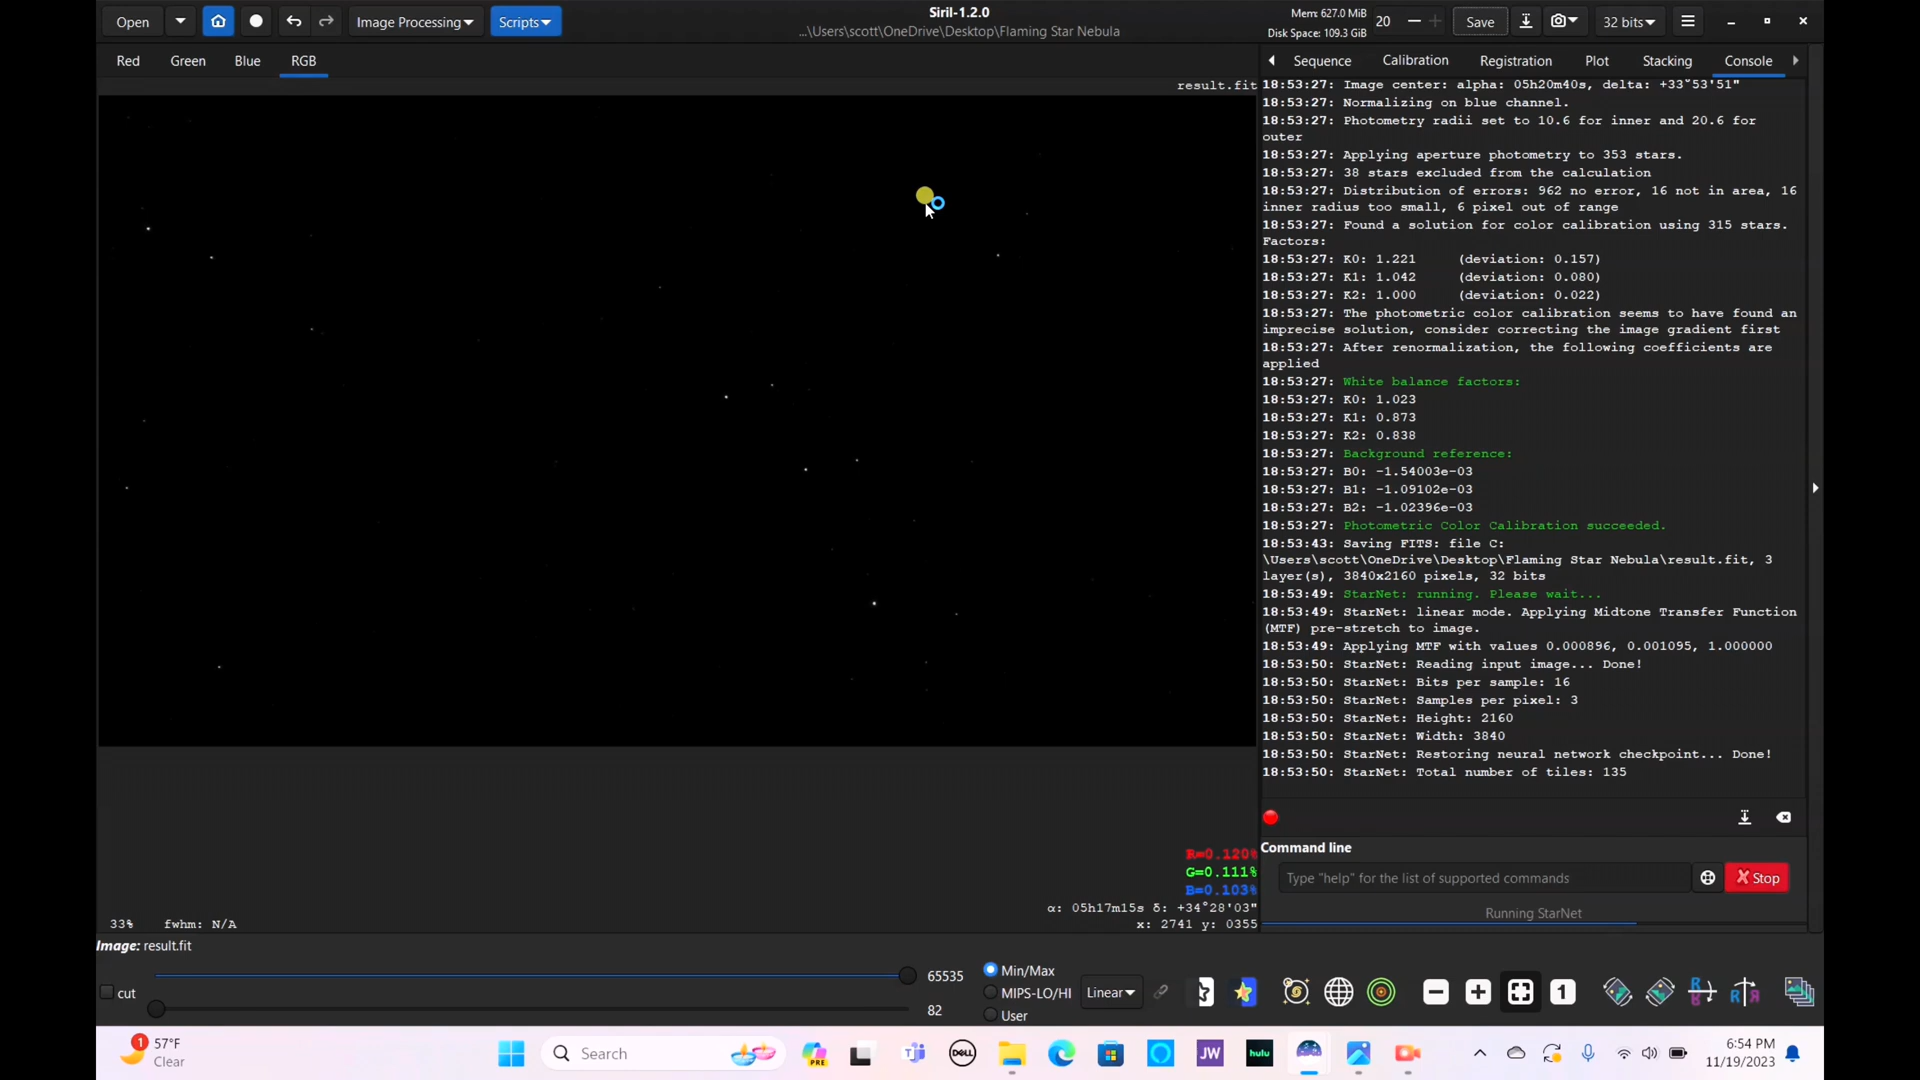 Open
Image Processing
Scripts
Siril-1.2.0
...\Users\scott\OneDrive\Desktop\Flaming Star Nebula
Mem: 627.0 MiB
Disk Space: 109.3 GiB
20
Save
32 bits
Red
Green
Blue
RGB
Sequence
Calibration
Registration
Plot
Stacking
Console
result.fit
18:53:27: Image center: alpha: 05h20m40s, delta: +33°53'51"
18:53:27: Normalizing on blue channel.
18:53:27: Photometry radii set to 10.6 for inner and 20.6 for
outer
18:53:27: Applying aperture photometry to 353 stars.
18:53:27: 38 stars excluded from the calculation
18:53:27: Distribution of errors: 962 no error, 16 not in area, 16
inner radius too small, 6 pixel out of range
18:53:27: Found a solution for color calibration using 315 stars.
Factors:
18:53:27: K0: 1.221 (deviation: 0.157)
18:53:27: K1: 1.042 (deviation: 0.080)
18:53:27: K2: 1.000 (deviation: 0.022)
18:53:27: The photometric color calibration seems to have found an
imprecise solution, consider correcting the image gradient first
18:53:27: After renormalization, the following coefficients are
applied
18:53:27: White balance factors:
18:53:27: K0: 1.023
18:53:27: K1: 0.873
18:53:27: K2: 0.838
18:53:27: Background reference:
18:53:27: B0: -1.54003e-03
18:53:27: B1: -1.09102e-03
18:53:27: B2: -1.02396e-03
18:53:27: Photometric Color Calibration succeeded.
18:53:43: Saving FITS: file C:
\Users\scott\OneDrive\Desktop\Flaming Star Nebula\result.fit, 3
layer(s), 3840x2160 pixels, 32 bits
18:53:49: StarNet: running. Please wait...
18:53:49: StarNet: linear mode. Applying Midtone Transfer Function
(MTF) pre-stretch to image.
18:53:49: Applying MTF with values 0.000896, 0.001095, 1.000000
18:53:50: StarNet: Reading input image... Done!
18:53:50: StarNet: Bits per sample: 16
18:53:50: StarNet: Samples per pixel: 3
18:53:50: StarNet: Height: 2160
18:53:50: StarNet: Width: 3840
18:53:50: StarNet: Restoring neural network checkpoint... Done!
18:53:50: StarNet: Total number of tiles: 135
Command line
Type "help" for the list of supported commands
Stop
Running StarNet
R=0.120%
G=0.111%
B=0.103%
α: 05h17m15s δ: +34°28'03"
x: 2741 y: 0355
33%
fwhm: N/A
Image: result.fit
cut
65535
82
Min/Max
MIPS-LO/HI
User
Linear
1
1
57°F
Clear
Search
PRE
DELL
JW
hulu
6:54 PM
11/19/2023